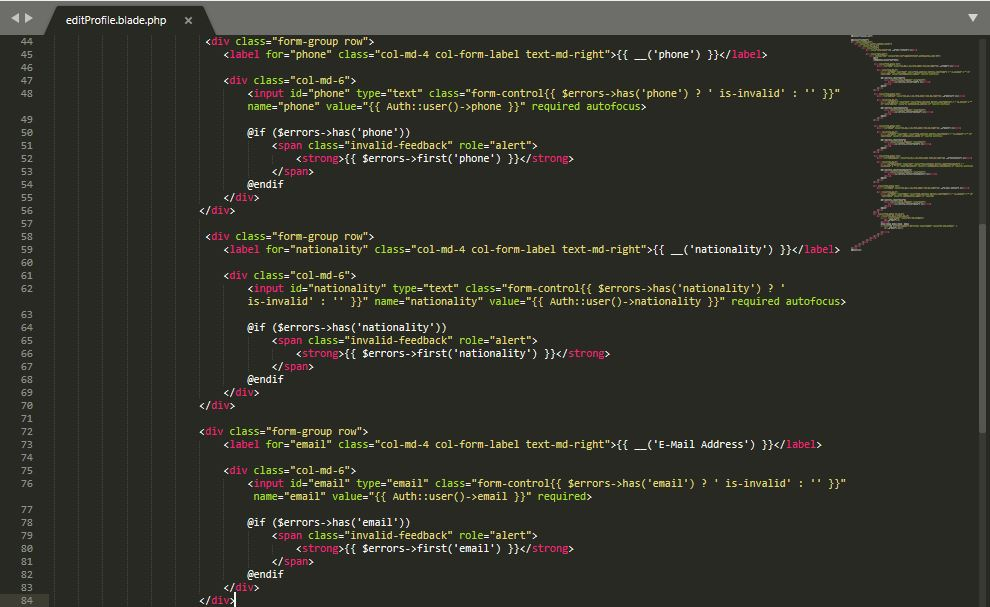 editProfile.blade.php ×
44 <div class="form-group row">
45 <label for="phone" class="col-md-4 col-form-label text-md-right">{{ __('phone') }}</label>
46
47 <div class="col-md-6">
48 <input id="phone" type="text" class="form-control{{ $errors->has('phone') ? ' is-invalid' : '' }}"
name="phone" value="{{ Auth::user()->phone }}" required autofocus>
49
50 @if ($errors->has('phone'))
51 <span class="invalid-feedback" role="alert">
52 <strong>{{ $errors->first('phone') }}</strong>
53 </span>
54 @endif
55 </div>
56 </div>
57
58 <div class="form-group row">
59 <label for="nationality" class="col-md-4 col-form-label text-md-right">{{ __('nationality') }}</label>
60
61 <div class="col-md-6">
62 <input id="nationality" type="text" class="form-control{{ $errors->has('nationality') ? '
is-invalid' : '' }}" name="nationality" value="{{ Auth::user()->nationality }}" required autofocus>
63
64 @if ($errors->has('nationality'))
65 <span class="invalid-feedback" role="alert">
66 <strong>{{ $errors->first('nationality') }}</strong>
67 </span>
68 @endif
69 </div>
70 </div>
71
72 <div class="form-group row">
73 <label for="email" class="col-md-4 col-form-label text-md-right">{{ __('E-Mail Address') }}</label>
74
75 <div class="col-md-6">
76 <input id="email" type="email" class="form-control{{ $errors->has('email') ? ' is-invalid' : '' }}"
name="email" value="{{ Auth::user()->email }}" required>
77
78 @if ($errors->has('email'))
79 <span class="invalid-feedback" role="alert">
80 <strong>{{ $errors->first('email') }}</strong>
81 </span>
82 @endif
83 </div>
84 </div>